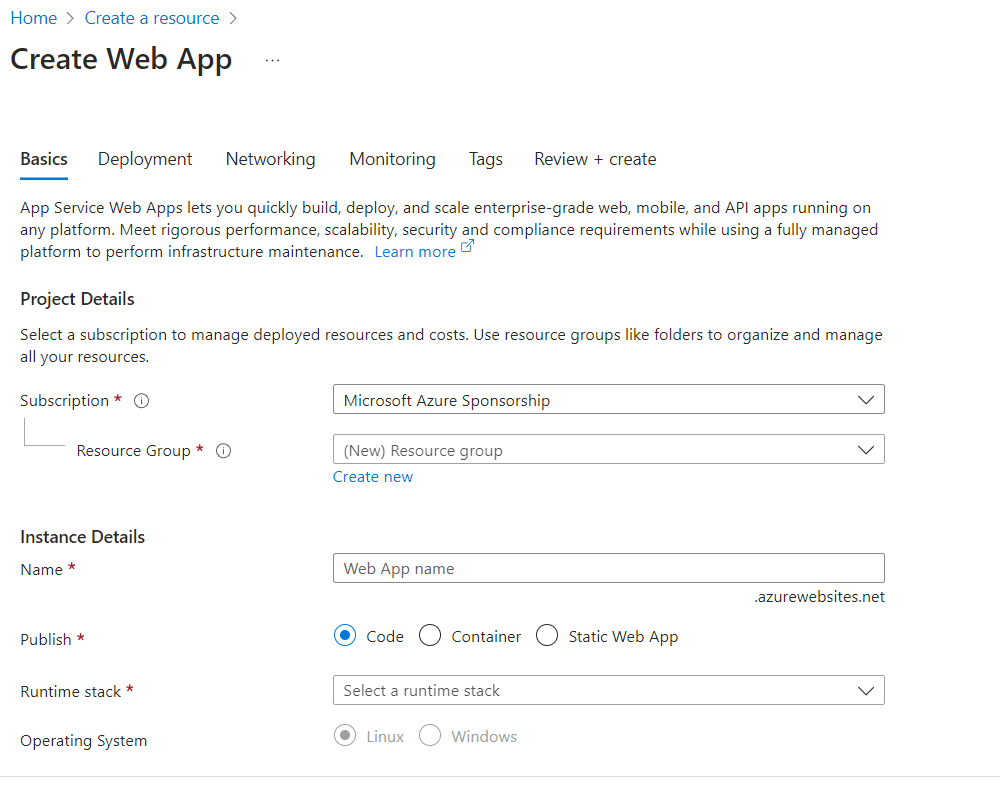 Home > Create a resource >
Create Web App ...
Basics Deployment Networking Monitoring Tags Review + create
App Service Web Apps lets you quickly build, deploy, and scale enterprise-grade web, mobile, and API apps running on
any platform. Meet rigorous performance, scalability, security and compliance requirements while using a fully managed
platform to perform infrastructure maintenance. Learn more
Project Details
Select a subscription to manage deployed resources and costs. Use resource groups like folders to organize and manage
all your resources.
Subscription * Microsoft Azure Sponsorship
Resource Group * (New) Resource group
Create new
Instance Details
Name * Web App name
.azurewebsites.net
Publish * Code Container Static Web App
Runtime stack * Select a runtime stack
Operating System Linux Windows